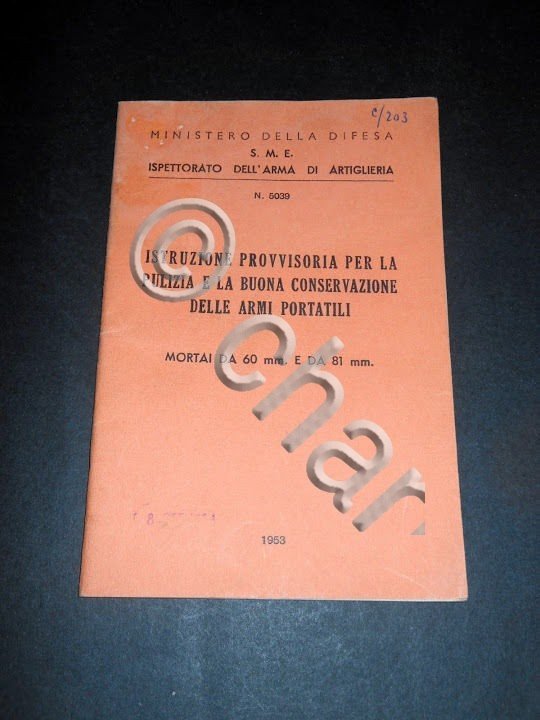 c/203
MINISTERO DELLA DIFESA
S. M. E.
ISPETTORATO DELL'ARMA DI ARTIGLIERIA
N. 5039
ISTRUZIONE PROVVISORIA PER LA
PULIZIA E LA BUONA CONSERVAZIONE
DELLE ARMI PORTATILI
MORTAI DA 60 mm. E DA 81 mm.
1953
© char